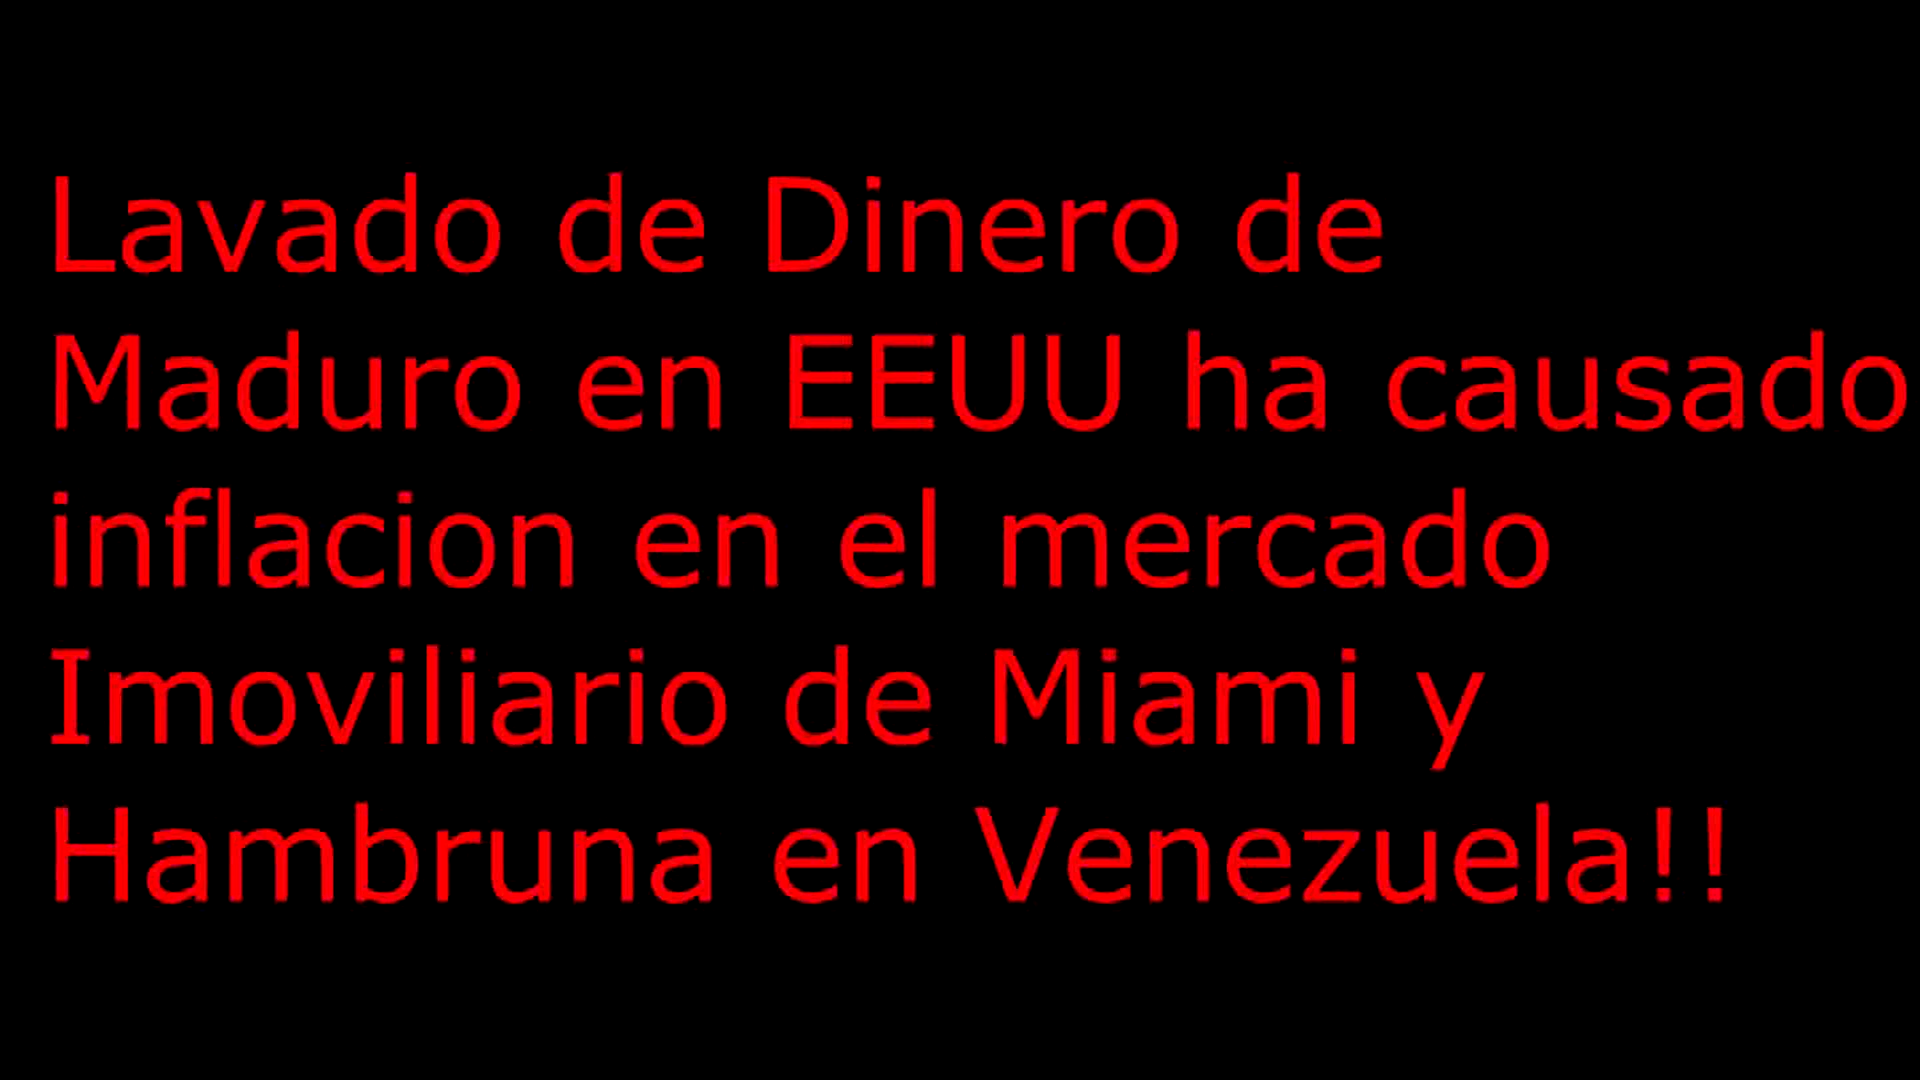 Lavado de Dinero de
Maduro en EEUU ha causado
inflacion en el mercado
Imoviliario de Miami y
Hambruna en Venezuela!!